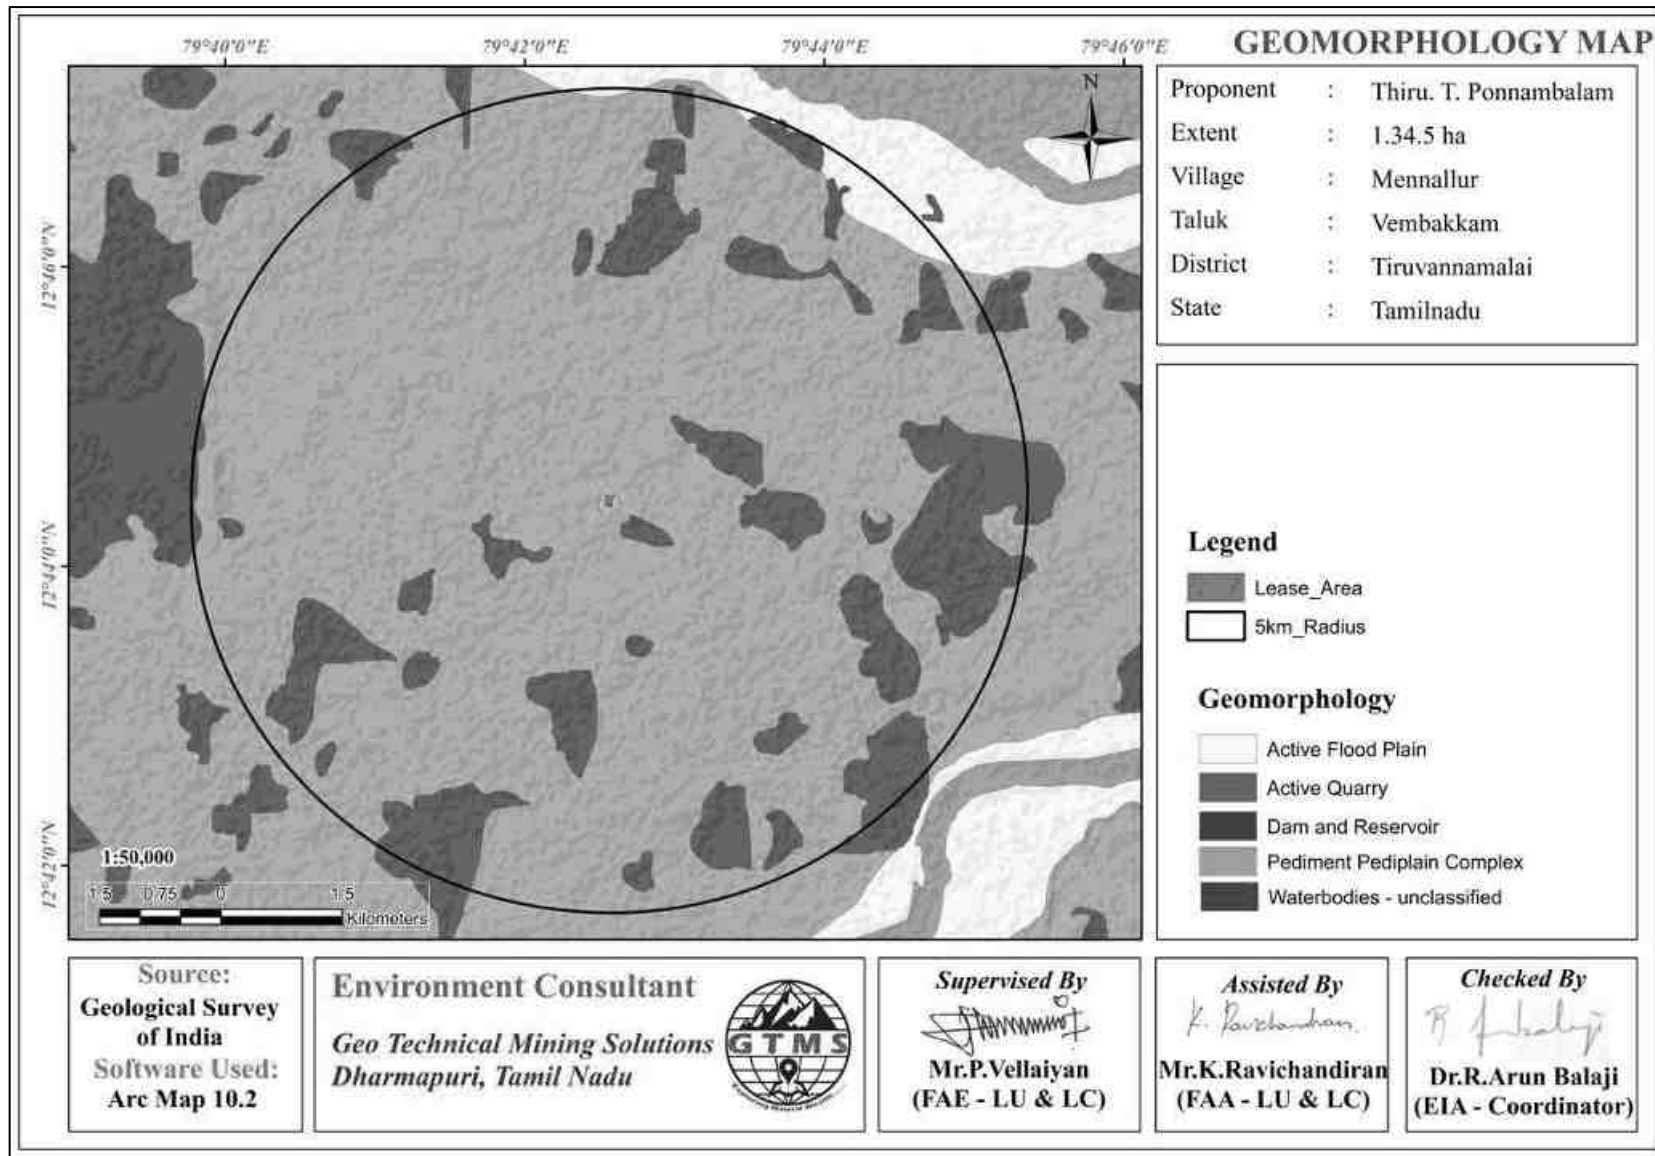 GEOMORPHOLOGY MAP
79°40'0"E 79°42'0"E 79°44'0"E 79°46'0"E
12°46'0"N
12°44'0"N
12°42'0"N
N
Proponent : Thiru. T. Ponnambalam
Extent : 1.34.5 ha
Village : Mennallur
Taluk : Vembakkam
District : Tiruvannamalai
State : Tamilnadu
Legend
Lease_Area
5km_Radius
Geomorphology
Active Flood Plain
Active Quarry
Dam and Reservoir
Pediment Pediplain Complex
Waterbodies - unclassified
1:50,000
1.5 0.75 0 1.5
Kilometers
Source:
Geological Survey
of India
Software Used:
Arc Map 10.2
Environment Consultant
Geo Technical Mining Solutions
Dharmapuri, Tamil Nadu
GTMS
Supervised By
Mr.P.Vellaiyan
(FAE - LU & LC)
Assisted By
K. Ravichandran.
Mr.K.Ravichandiran
(FAA - LU & LC)
Checked By
Dr.R.Arun Balaji
(EIA - Coordinator)